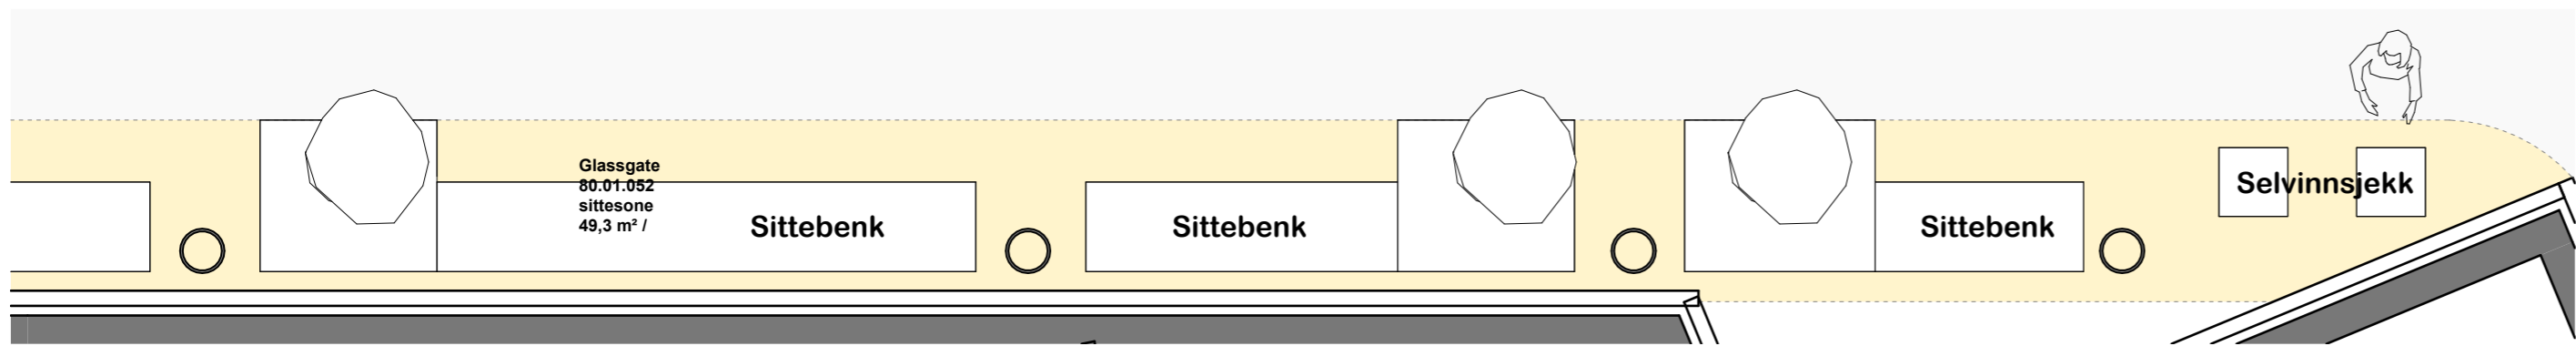 Glassgate
80.01.052
sittesone
49,3 m² /
Sittebenk
Sittebenk
Sittebenk
Selvinnsjekk